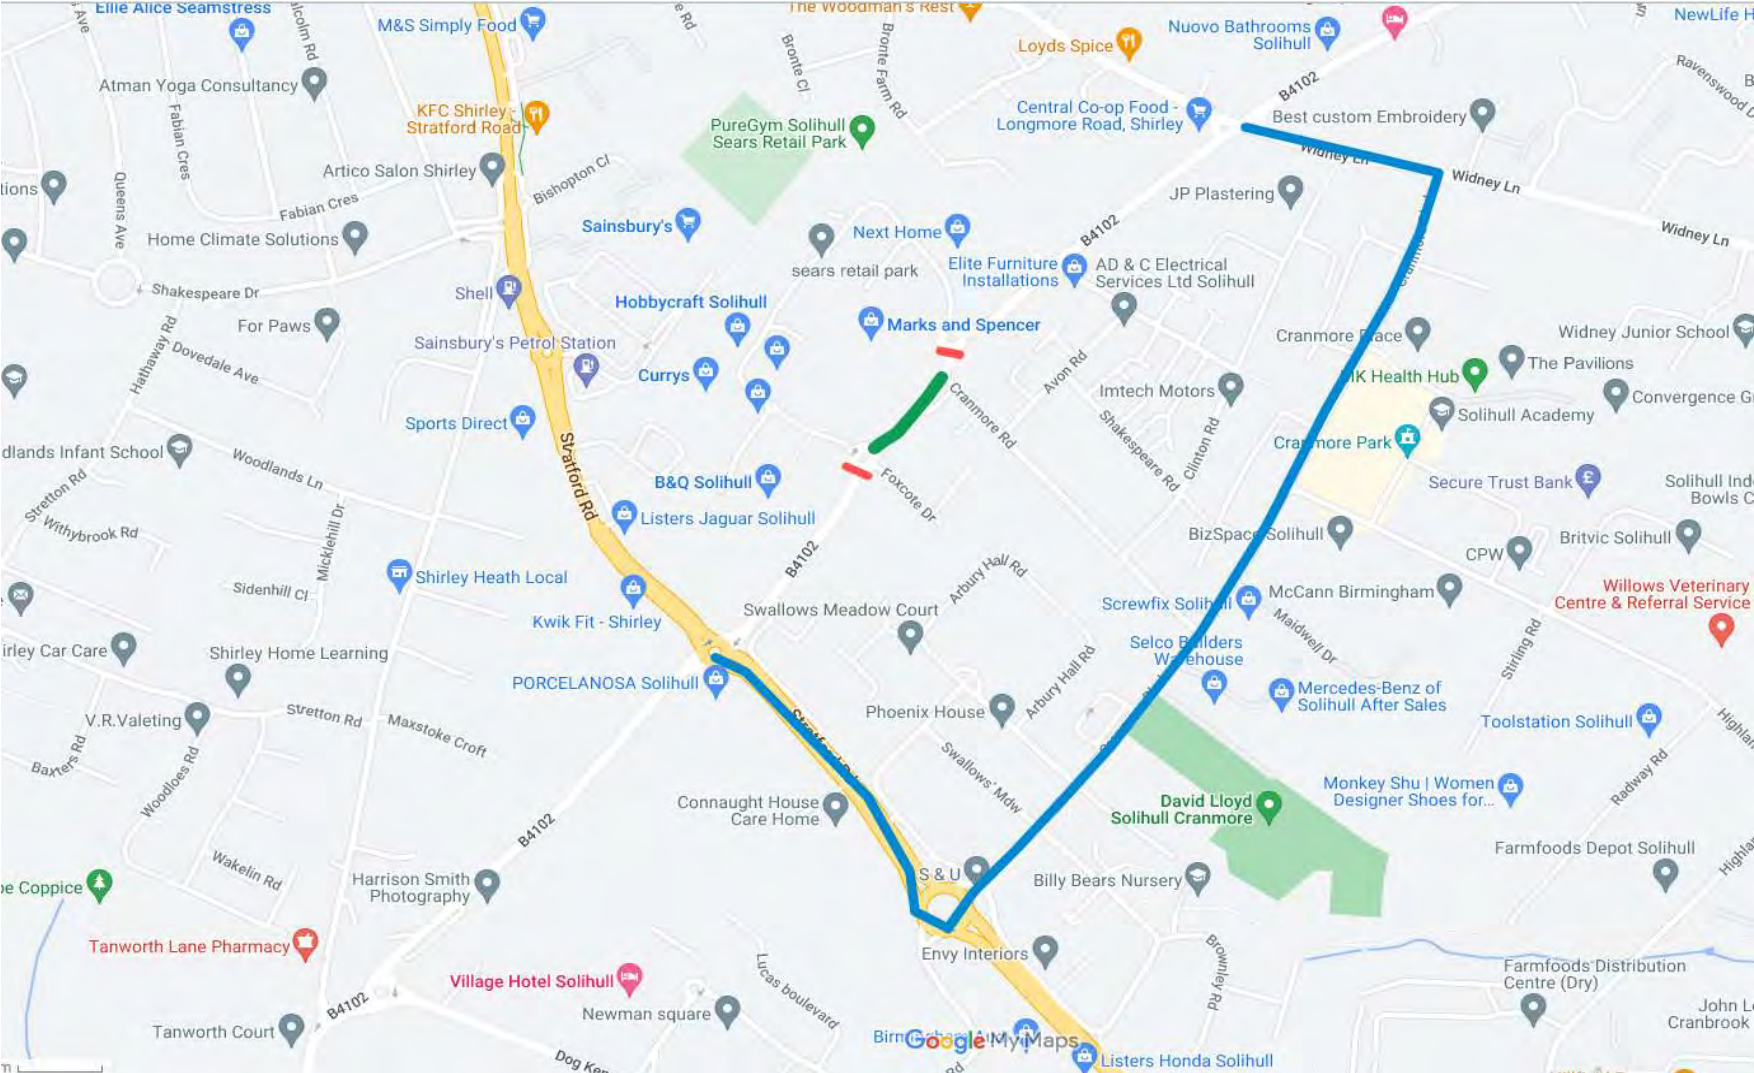 Ellie Alice Seamstress
M&S Simply Food
The Woodman's Rest
Loyds Spice
Nuovo Bathrooms
Solihull
NewLife H
Atman Yoga Consultancy
KFC Shirley -
Stratford Road
Bronte Cl
Bronte Farm Rd
B4102
Central Co-op Food -
Longmore Road, Shirley
Best custom Embroidery
PureGym Solihull
Sears Retail Park
Fabian Cres
Queens Ave
Artico Salon Shirley
Bishopton Cl
Widney Ln
Widney Ln
JP Plastering
Fabian Cres
Sainsbury's
Home Climate Solutions
Next Home
B4102
Widney Ln
sears retail park
Elite Furniture
Installations
AD & C Electrical
Services Ltd Solihull
Shakespeare Dr
Shell
Hobbycraft Solihull
For Paws
Marks and Spencer
Cranmore Place
Widney Junior School
Sainsbury's Petrol Station
Hathaway Rd
Dovedale Ave
Currys
Avon Rd
The Pavilions
MK Health Hub
Imtech Motors
Convergence G
Cranmore Rd
Solihull Academy
Sports Direct
Shakespeare Rd
Clinton Rd
Cranmore Park
dlands Infant School
Woodlands Ln
Stratford Rd
B&Q Solihull
Foxcote Dr
Secure Trust Bank
Solihull Ind
Bowls C
Stretton Rd
Withybrook Rd
Micklehill Dr
Listers Jaguar Solihull
BizSpace Solihull
Britvic Solihull
CPW
B4102
Shirley Heath Local
Arbury Hall Rd
Sidenhill Cl
Kwik Fit - Shirley
Swallows Meadow Court
Screwfix Solihull
McCann Birmingham
Willows Veterinary
Centre & Referral Service
Maidwell Dr
Selco Builders
Warehouse
Stirling Rd
irley Car Care
Shirley Home Learning
PORCELANOSA Solihull
Arbury Hall Rd
Mercedes-Benz of
Solihull After Sales
V.R.Valeting
Stretton Rd
Maxstoke Croft
Phoenix House
Toolstation Solihull
Stratford Rd
Swallows' Mdw
Baxters Rd
Woodloes Rd
Connaught House
Care Home
David Lloyd
Solihull Cranmore
Monkey Shu | Women
Designer Shoes for...
Radway Rd
B4102
Wakelin Rd
Harrison Smith
Photography
S & U
Billy Bears Nursery
Farmfoods Depot Solihull
be Coppice
Tanworth Lane Pharmacy
Envy Interiors
Brownley Rd
Village Hotel Solihull
Lucas boulevard
Farmfoods Distribution
Centre (Dry)
B4102
Newman square
Tanworth Court
John L
Cranbrook
Google My Maps
Listers Honda Solihull